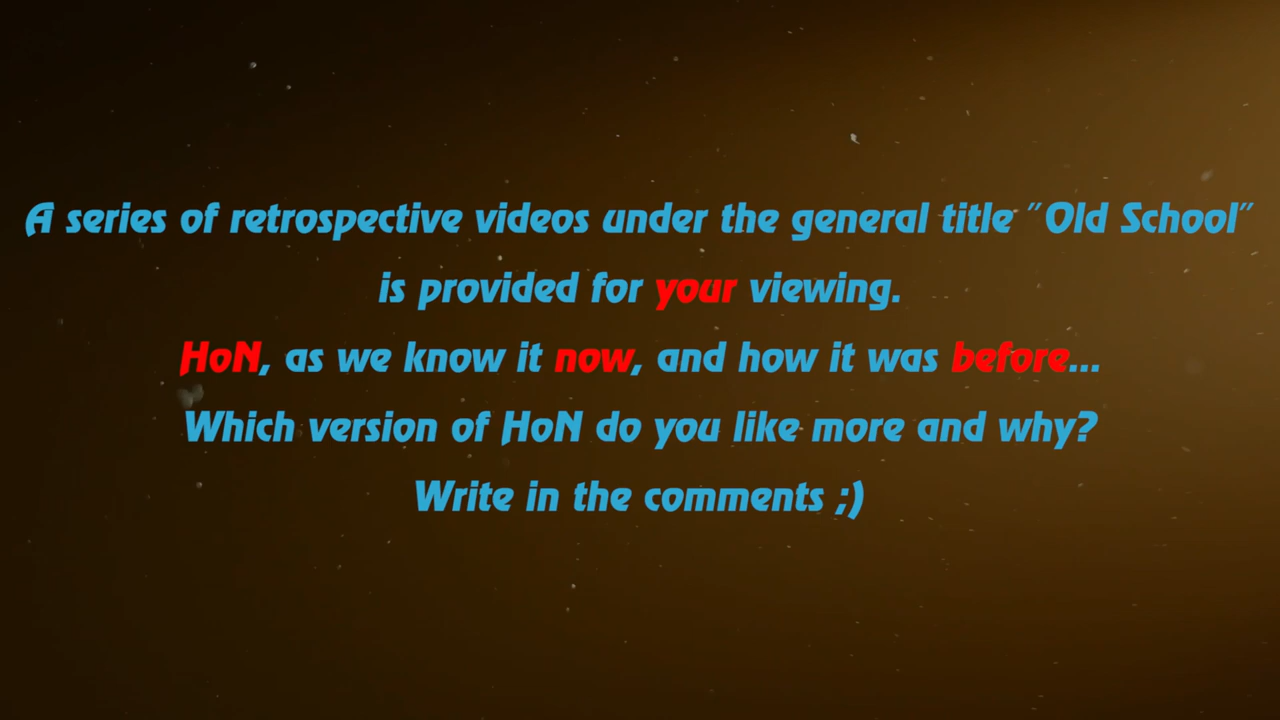 A series of retrospective videos under the general title "Old School"
is provided for your viewing.
HoN, as we know it now, and how it was before...
Which version of HoN do you like more and why?
Write in the comments ;)